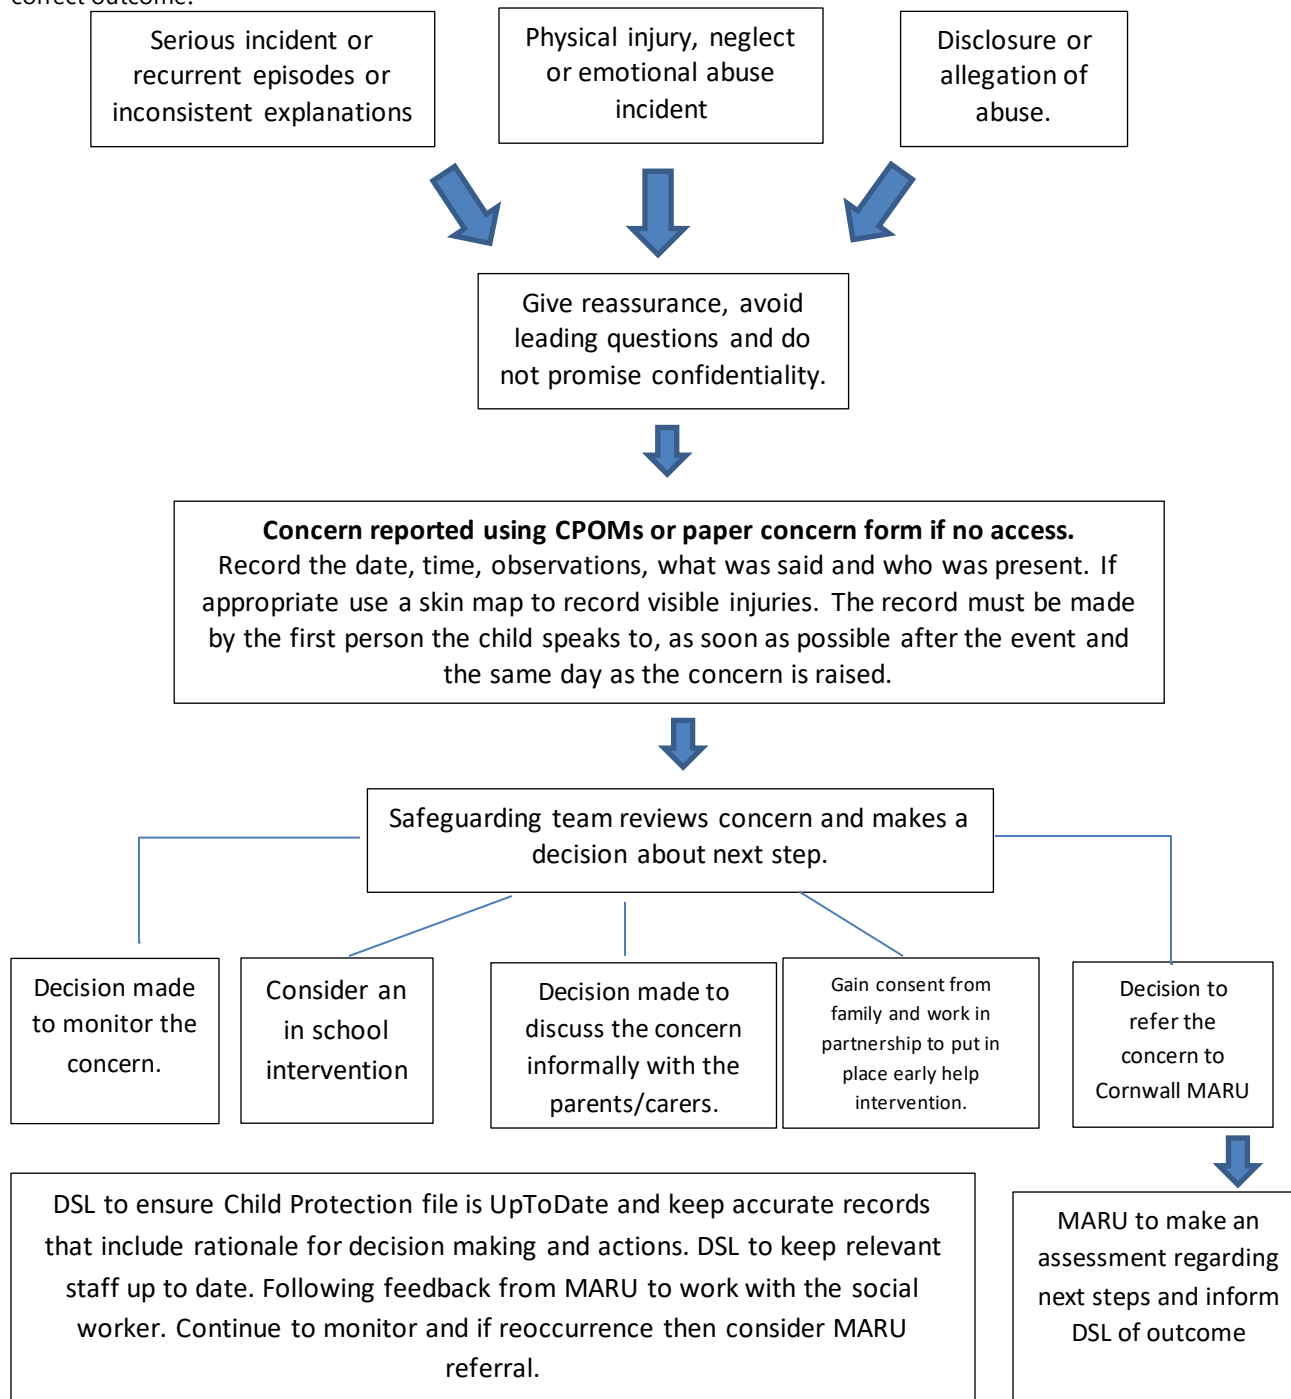 correct outcome.
Serious incident or
recurrent episodes or
inconsistent explanations
Physical injury, neglect
or emotional abuse
incident
Disclosure or
allegation of
abuse.
Give reassurance, avoid
leading questions and do
not promise confidentiality.
Concern reported using CPOMs or paper concern form if no access.
Record the date, time, observations, what was said and who was present. If
appropriate use a skin map to record visible injuries. The record must be made
by the first person the child speaks to, as soon as possible after the event and
the same day as the concern is raised.
Safeguarding team reviews concern and makes a
decision about next step.
Decision made
to monitor the
concern.
Consider an
in school
intervention
Decision made to
discuss the concern
informally with the
parents/carers.
Gain consent from
family and work in
partnership to put in
place early help
intervention.
Decision to
refer the
concern to
Cornwall MARU
DSL to ensure Child Protection file is UpToDate and keep accurate records
that include rationale for decision making and actions. DSL to keep relevant
staff up to date. Following feedback from MARU to work with the social
worker. Continue to monitor and if reoccurrence then consider MARU
referral.
MARU to make an
assessment regarding
next steps and inform
DSL of outcome